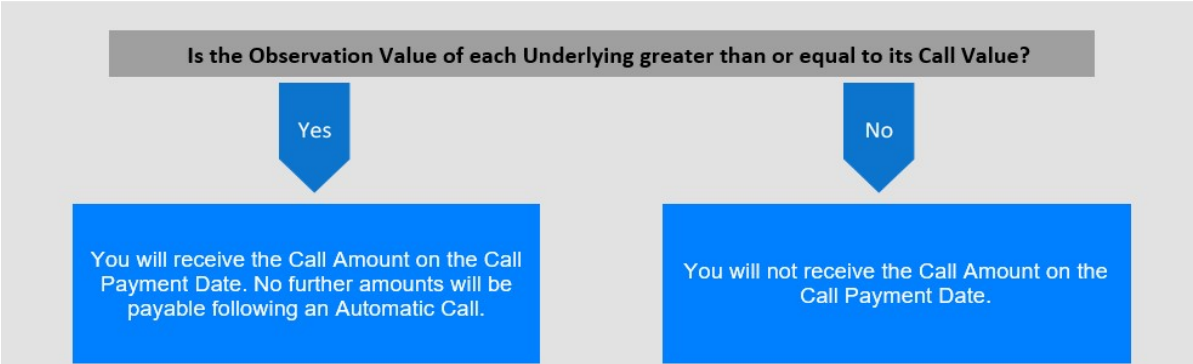 Is the Observation Value of each Underlying greater than or equal to its Call Value?
Yes
No
You will receive the Call Amount on the Call
Payment Date. No further amounts will be
payable following an Automatic Call.
You will not receive the Call Amount on the
Call Payment Date.